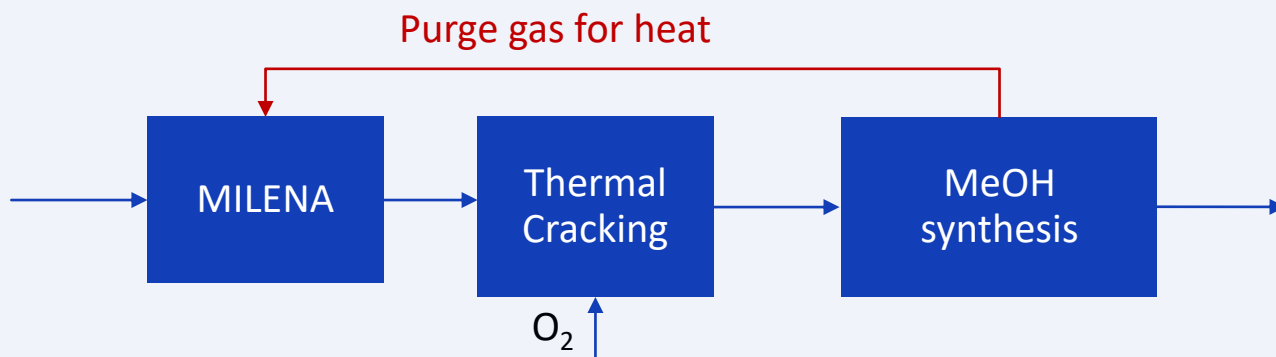 Purge gas for heat
MILENA
Thermal
Cracking
MeOH
synthesis
O₂